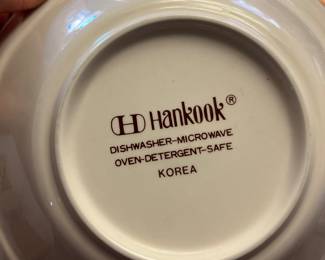 H Hankook®
DISHWASHER–MICROWAVE
OVEN–DETERGENT–SAFE
KOREA